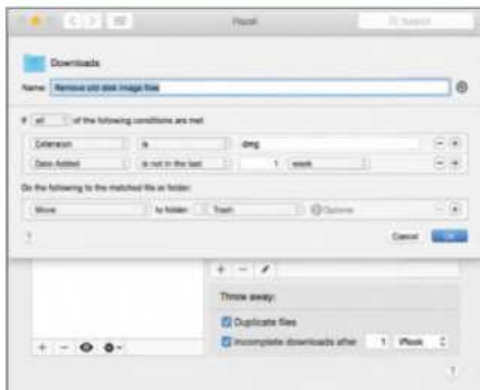 Hazel
Search
Downloads
Name: Remove old disk image files
If all of the following conditions are met
Extension is dmg
Date Added is not in the last 1 week
Do the following to the matched file or folder:
Move to folder: Trash Options
?
Cancel OK
Throw away:
Duplicate files
Incomplete downloads after 1 Week
?